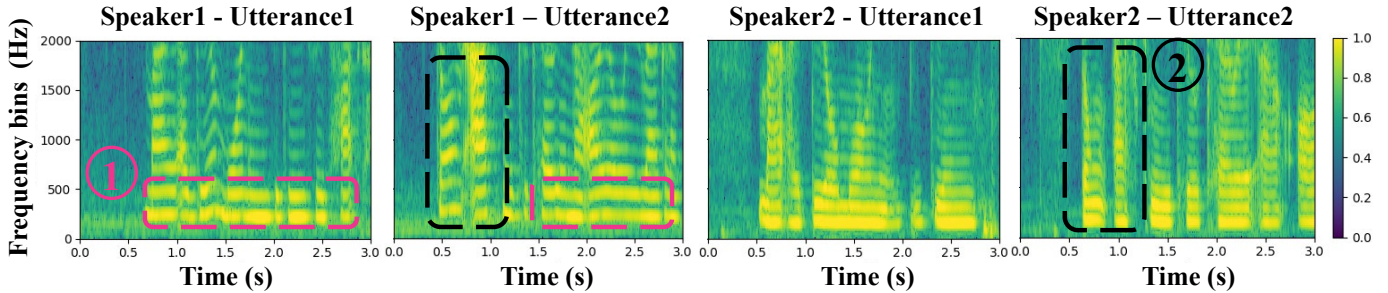 Speaker1 - Utterance1
Speaker1 – Utterance2
Speaker2 - Utterance1
Speaker2 – Utterance2
Frequency bins (Hz)
2000
1500
1000
500
0
1
2
0.0 0.5 1.0 1.5 2.0 2.5 3.0
0.0 0.5 1.0 1.5 2.0 2.5 3.0
0.0 0.5 1.0 1.5 2.0 2.5 3.0
0.0 0.5 1.0 1.5 2.0 2.5 3.0
Time (s)
Time (s)
Time (s)
Time (s)
1.0
0.8
0.6
0.4
0.2
0.0